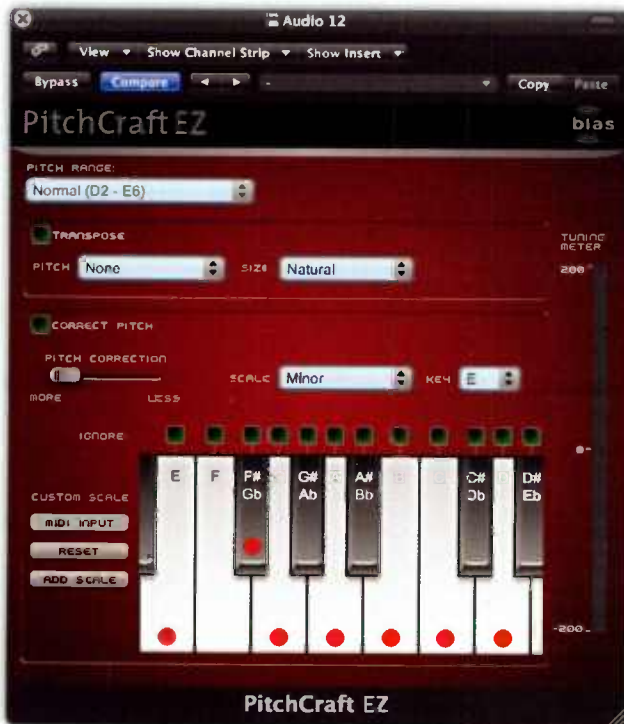 Audio 12
View Show Channel Strip Show Insert
Bypass Compare - Copy Paste
PitchCraft EZ
bias
PITCH RANGE:
Normal (D2 - E6)
TRANSPOSE
TUNING METER
PITCH None SIZE Natural
200
CORRECT PITCH
PITCH CORRECTION
SCALE Minor KEY E
MORE LESS
IGNORE
0
E F F# G# A# C# D#
Gb Ab Bb Db Eb
CUSTOM SCALE
MIDI INPUT
RESET
ADD SCALE
-200
PitchCraft EZ